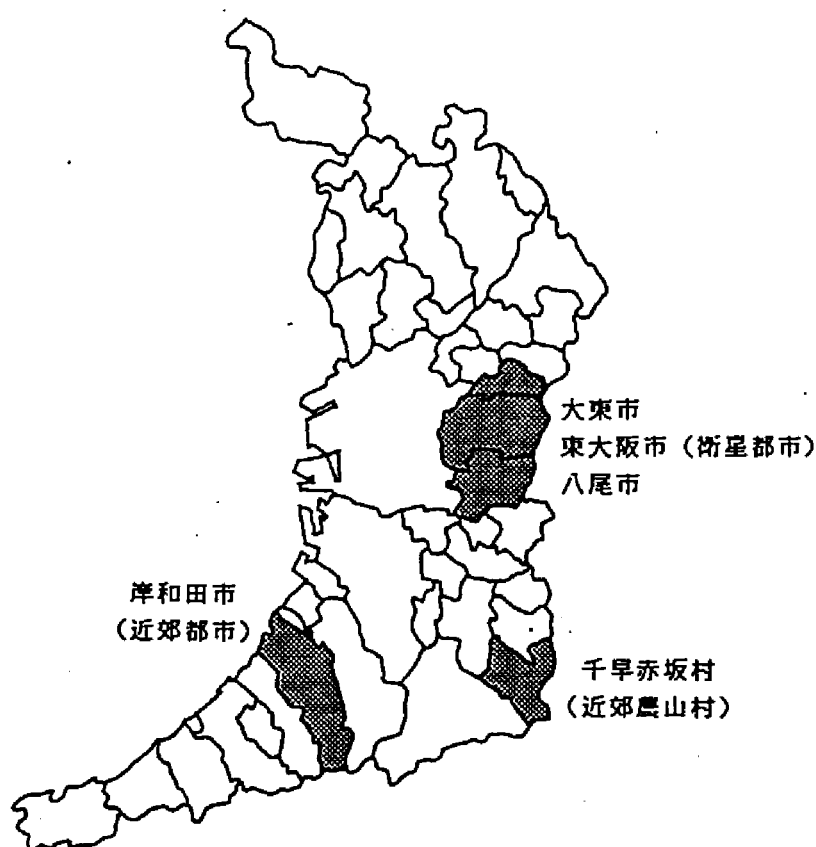 大東市
東大阪市（衛星都市）
八尾市
岸和田市
（近郊都市）
千早赤坂村
（近郊農山村）